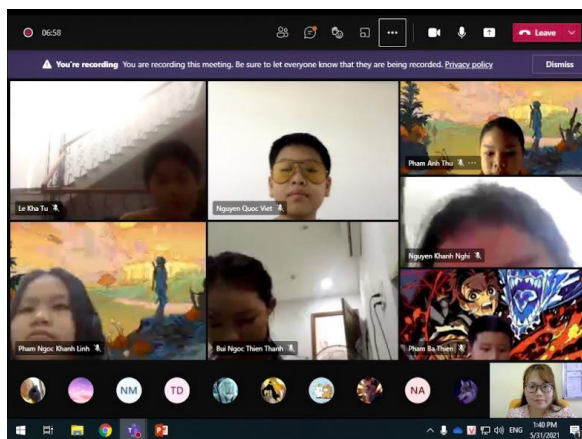 06:58
Leave
You're recording You are recording this meeting. Be sure to let everyone know that they are being recorded. Privacy policy
Dismiss
Le Kha Tu
Nguyen Quoc Viet
Pham Anh Thu
Nguyen Khanh Nghi
Pham Ngoc Khanh Linh
Bui Ngoc Thien Thanh
Pham Ba Thien
NM
TD
NA
V
ENG
1:40 PM
5/31/2021